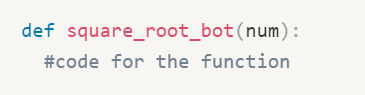 def square_root_bot(num):
  #code for the function